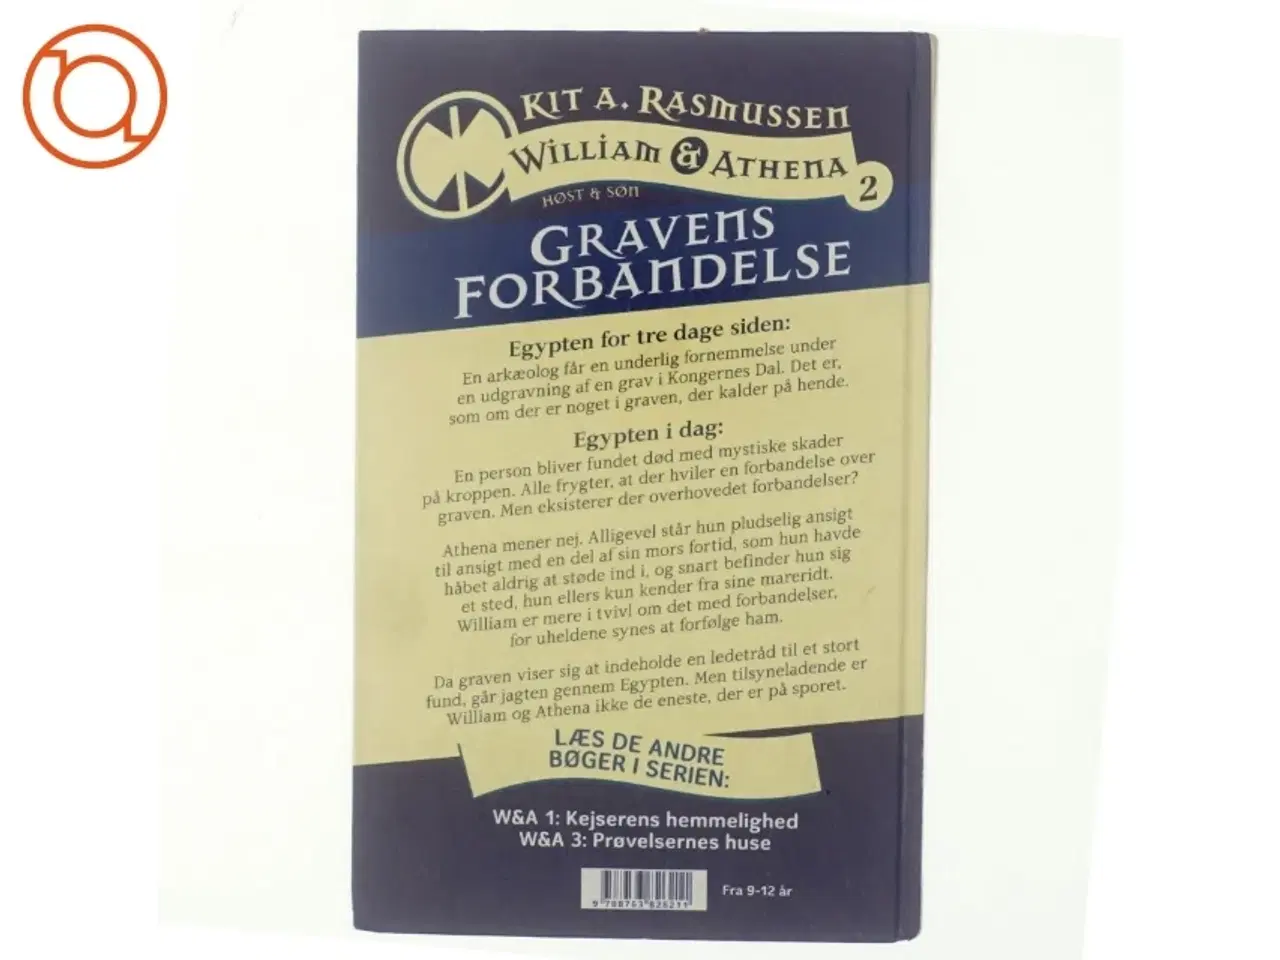 KIT A. RASMUSSEN
WILLIAM & ATHENA
2
HØST & SØN
GRAVENS
FORBANDELSE
Egypten for tre dage siden:
En arkæolog får en underlig fornemmelse under
en udgravning af en grav i Kongernes Dal. Det er,
som om der er noget i graven, der kalder på hende.
Egypten i dag:
En person bliver fundet død med mystiske skader
på kroppen. Alle frygter, at der hviler en forbandelse over
graven. Men eksisterer der overhovedet forbandelser?
Athena mener nej. Alligevel står hun pludselig ansigt
til ansigt med en del af sin mors fortid, som hun havde
håbet aldrig at støde ind i, og snart befinder hun sig
et sted, hun ellers kun kender fra sine mareridt.
William er mere i tvivl om det med forbandelser,
for uheldene synes at forfølge ham.
Da graven viser sig at indeholde en ledetråd til et stort
fund, går jagten gennem Egypten. Men tilsyneladende er
William og Athena ikke de eneste, der er på sporet.
LÆS DE ANDRE
BØGER I SERIEN:
W&A 1: Kejserens hemmelighed
W&A 3: Prøvelsernes huse
Fra 9-12 år